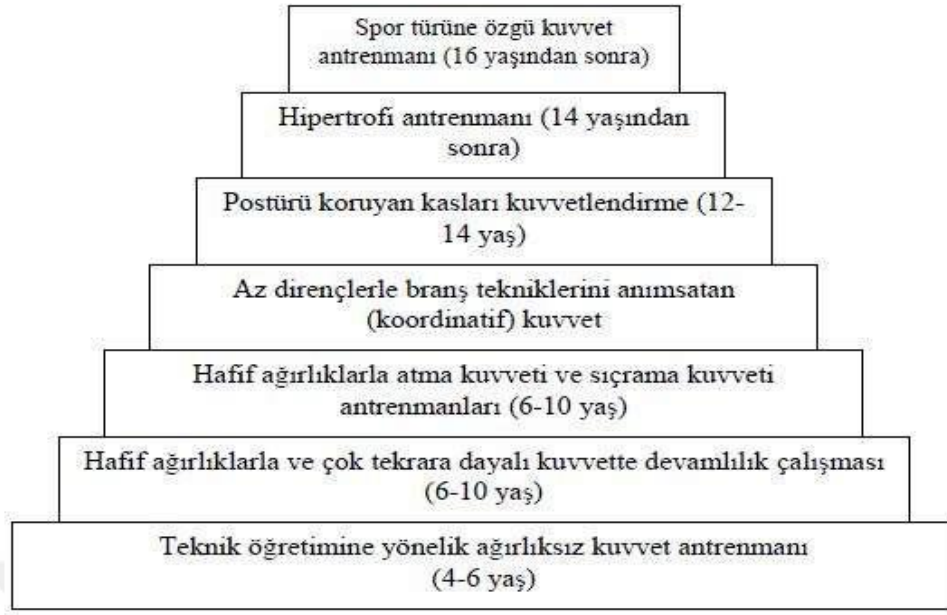 Spor türüne özgü kuvvet
antrenmanı (16 yaşından sonra)
Hipertrofi antrenmanı (14 yaşından
sonra)
Postürü koruyan kasları kuvvetlendirme (12-
14 yaş)
Az dirençlerle branş tekniklerini anımsatan
(koordinatif) kuvvet
Hafif ağırlıklarla atma kuvveti ve sıçrama kuvveti
antrenmanları (6-10 yaş)
Hafif ağırlıklarla ve çok tekrara dayalı kuvvette devamlılık çalışması
(6-10 yaş)
Teknik öğretimine yönelik ağırlıksız kuvvet antrenmanı
(4-6 yaş)